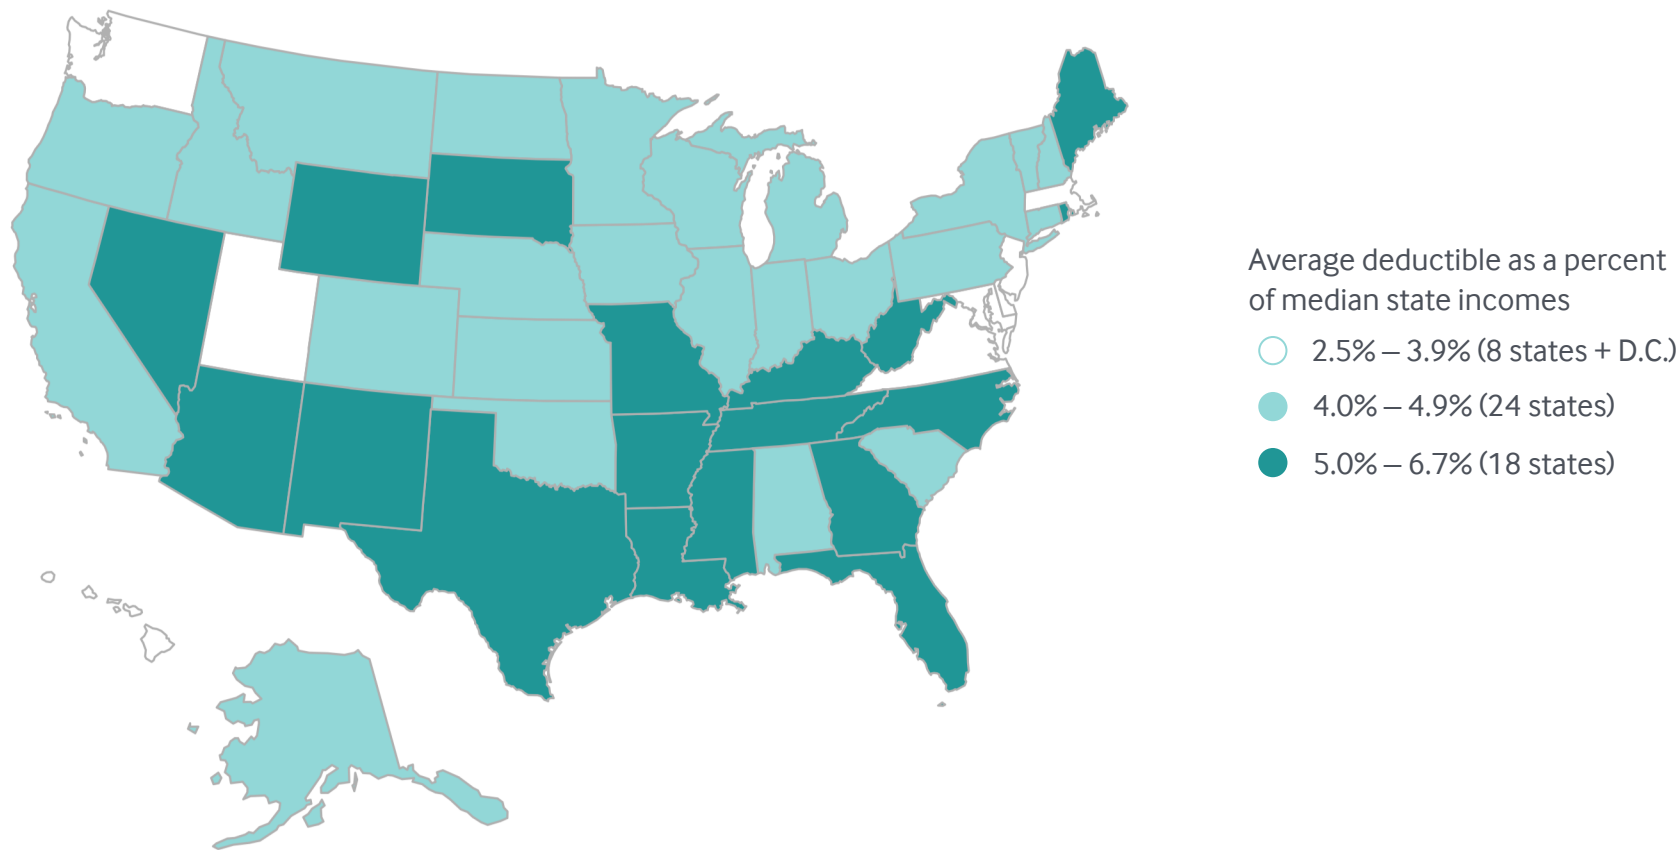 Average deductible as a percent
of median state incomes
2.5% – 3.9% (8 states + D.C.)
4.0% – 4.9% (24 states)
5.0% – 6.7% (18 states)